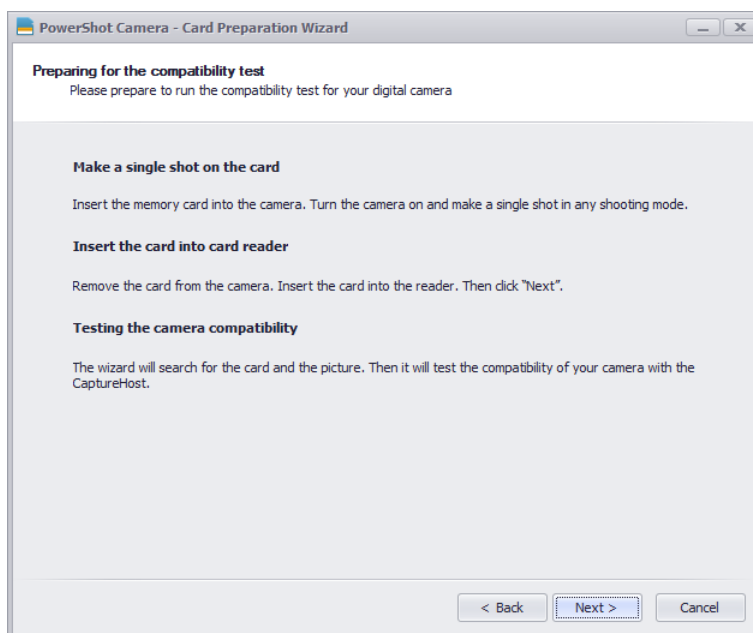 PowerShot Camera - Card Preparation Wizard
Preparing for the compatibility test
Please prepare to run the compatibility test for your digital camera
Make a single shot on the card
Insert the memory card into the camera. Turn the camera on and make a single shot in any shooting mode.
Insert the card into card reader
Remove the card from the camera. Insert the card into the reader. Then click “Next”.
Testing the camera compatibility
The wizard will search for the card and the picture. Then it will test the compatibility of your camera with the
CaptureHost.
< Back Next > Cancel